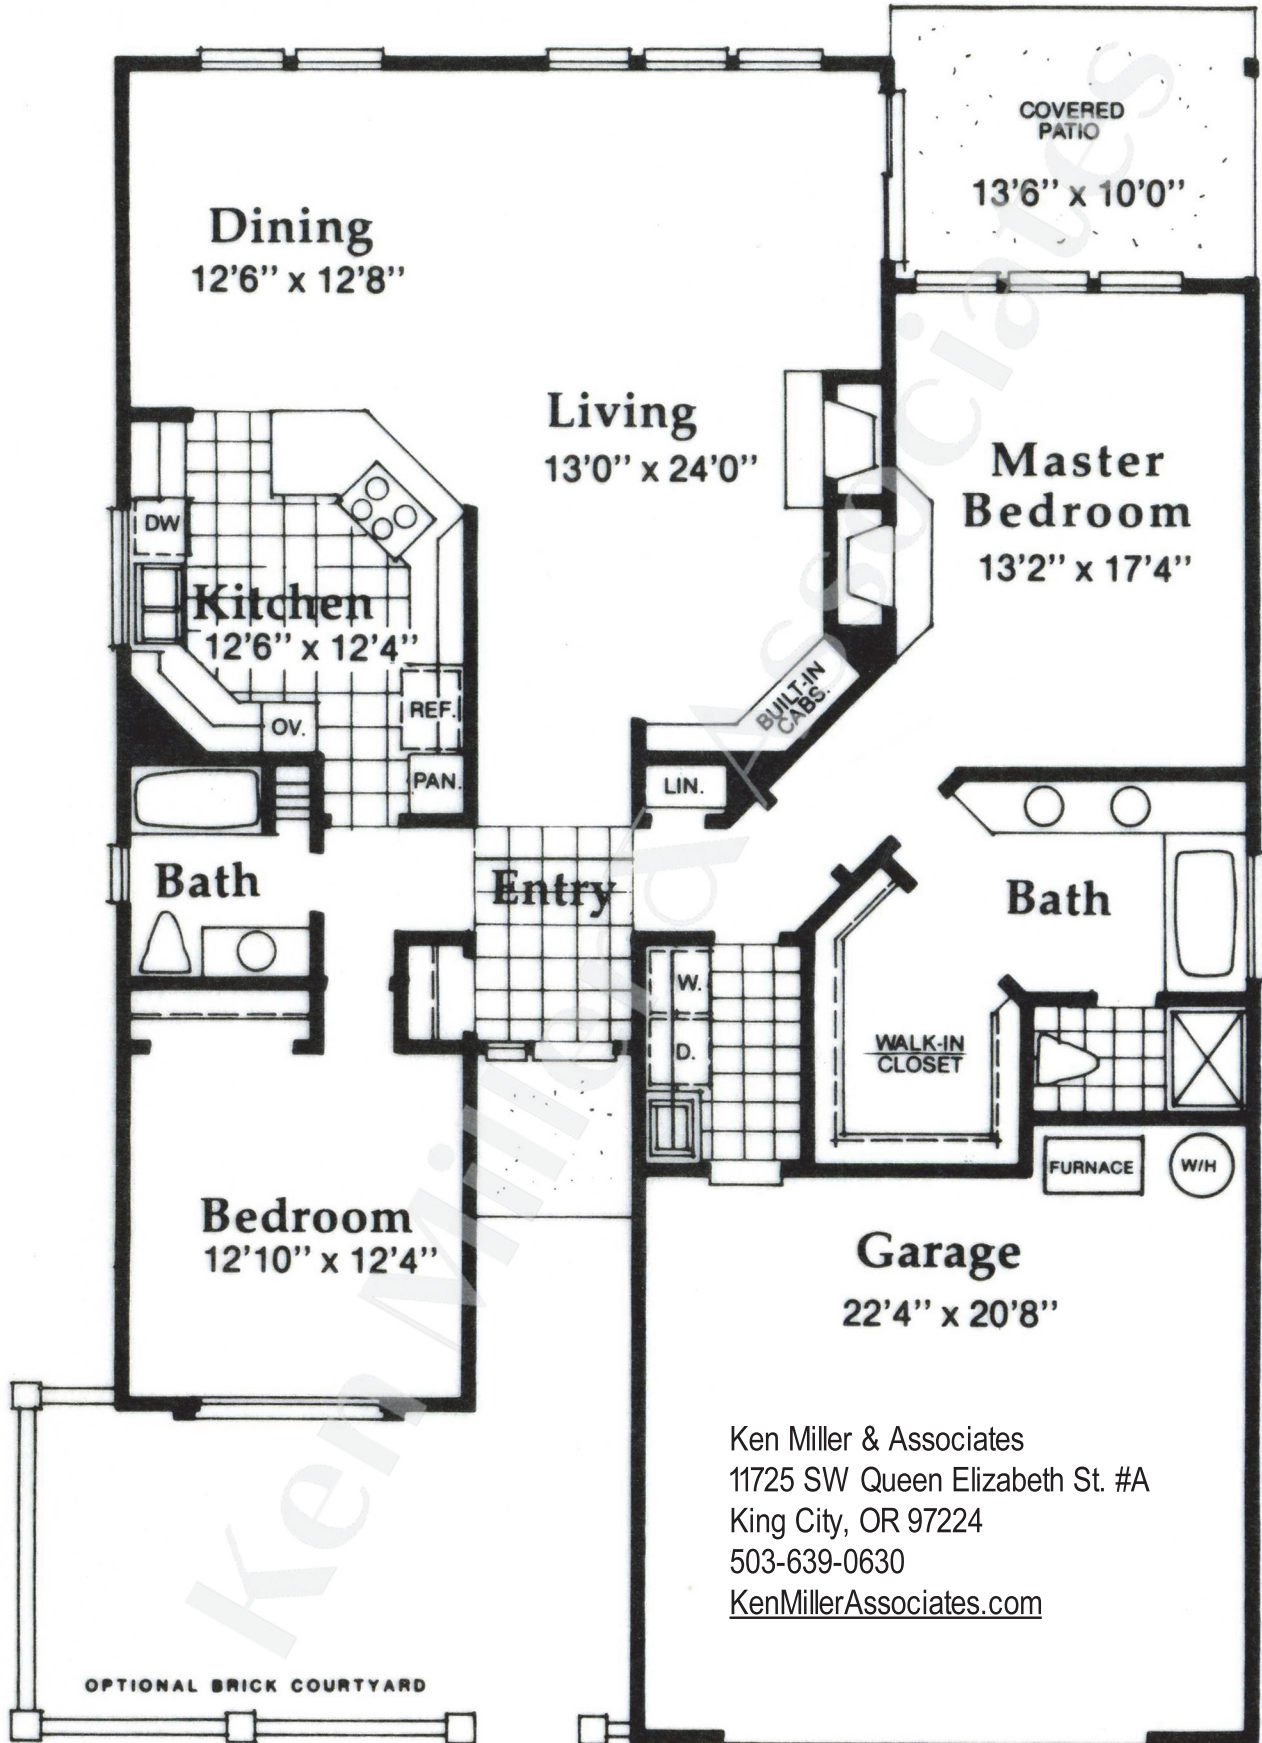 COVERED
PATIO
13'6" x 10'0"
Dining
12'6" x 12'8"
Living
13'0" x 24'0"
Master
Bedroom
13'2" x 17'4"
DW
Kitchen
12'6" x 12'4"
REF.
OV.
PAN.
BUILT-IN
CABS.
LIN.
Bath
Entry
Bath
W.
D.
WALK-IN
CLOSET
FURNACE
W/H
Bedroom
12'10" x 12'4"
Garage
22'4" x 20'8"
Ken Miller & Associates
11725 SW Queen Elizabeth St. #A
King City, OR 97224
503-639-0630
KenMillerAssociates.com
OPTIONAL BRICK COURTYARD
Ken Miller & Associates